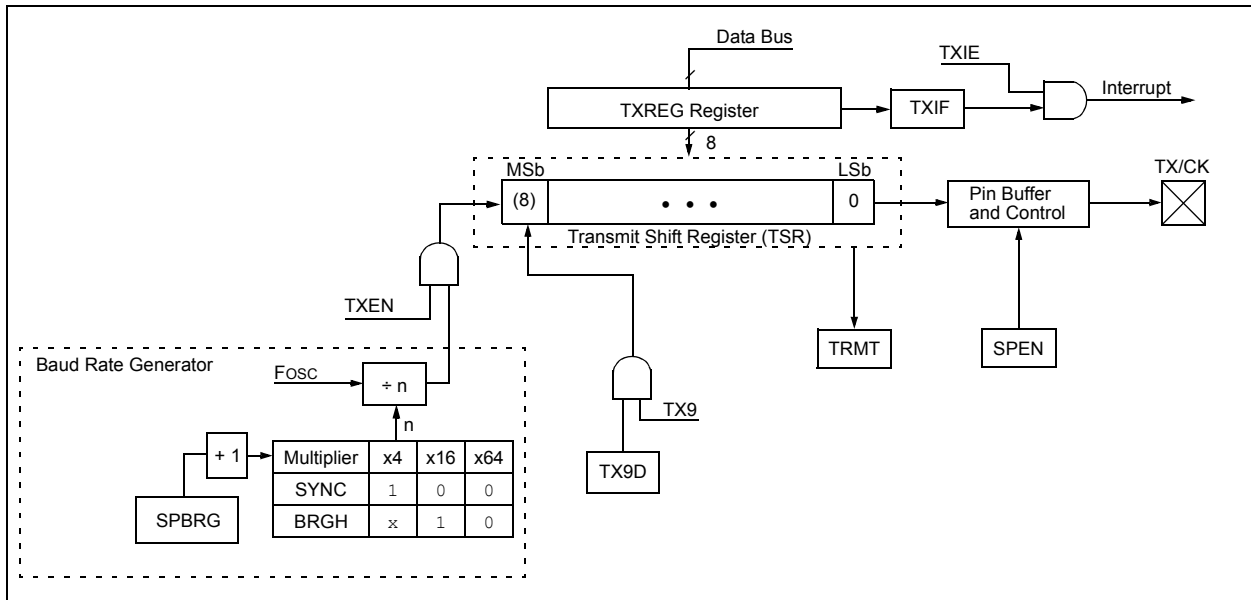 Data Bus
TXIE
Interrupt
TXREG Register
TXIF
8
MSb
LSb
TX/CK
(8)
• • •
0
Pin Buffer
and Control
Transmit Shift Register (TSR)
TXEN
TRMT
SPEN
Baud Rate Generator
FOSC
÷ n
n
TX9
+ 1
Multiplier x4 x16 x64
TX9D
SYNC 1 0 0
SPBRG
BRGH x 1 0